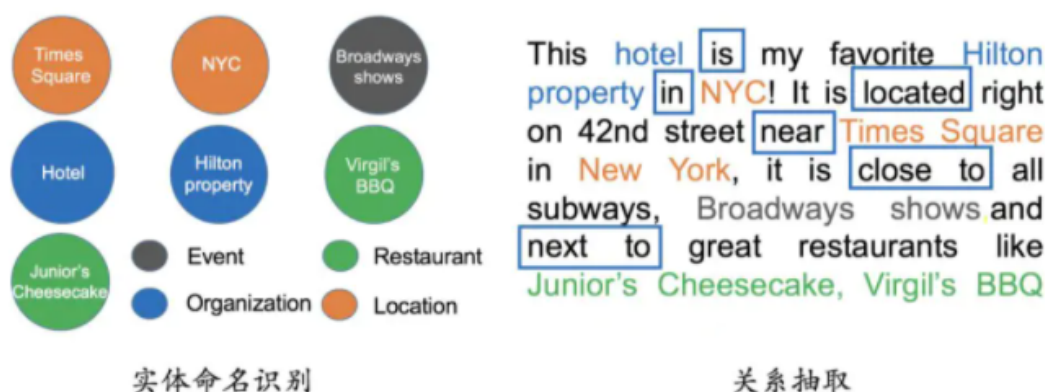 Times
Square
NYC
Broadways
shows
Hotel
Hilton
property
Virgil's
BBQ
Junior's
Cheesecake
Event
Restaurant
Organization
Location
实体命名识别
This hotel is my favorite Hilton
property in NYC! It is located right
on 42nd street near Times Square
in New York, it is close to all
subways, Broadways shows,and
next to great restaurants like
Junior's Cheesecake, Virgil's BBQ
关系抽取